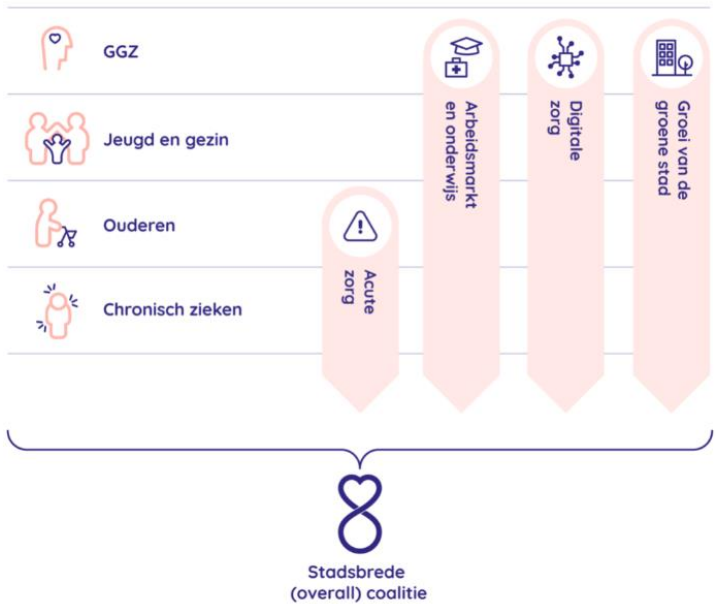 GGZ
Jeugd en gezin
Ouderen
Chronisch zieken
Acute
zorg
Arbeidsmarkt
en onderwijs
Digitale
zorg
Groei van de
groene stad
Stadsbrede
(overall) coalitie